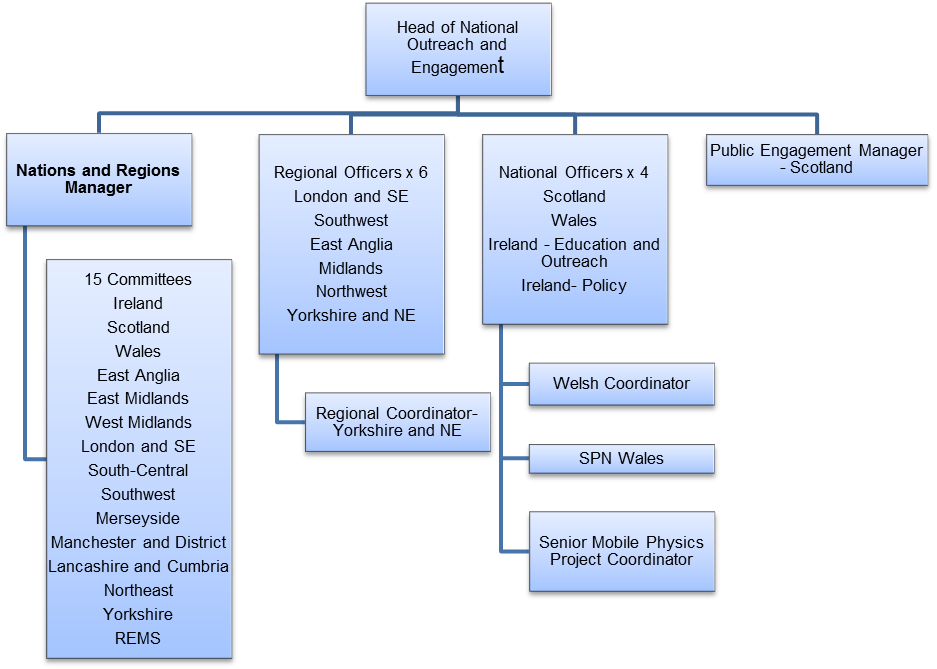 Head of National
Outreach and
Engagement
Nations and Regions
Manager
Regional Officers x 6
London and SE
Southwest
East Anglia
Midlands
Northwest
Yorkshire and NE
National Officers x 4
Scotland
Wales
Ireland - Education and
Outreach
Ireland- Policy
Public Engagement Manager
- Scotland
15 Committees
Ireland
Scotland
Wales
East Anglia
East Midlands
West Midlands
London and SE
South-Central
Southwest
Merseyside
Manchester and District
Lancashire and Cumbria
Northeast
Yorkshire
REMS
Regional Coordinator-
Yorkshire and NE
Welsh Coordinator
SPN Wales
Senior Mobile Physics
Project Coordinator